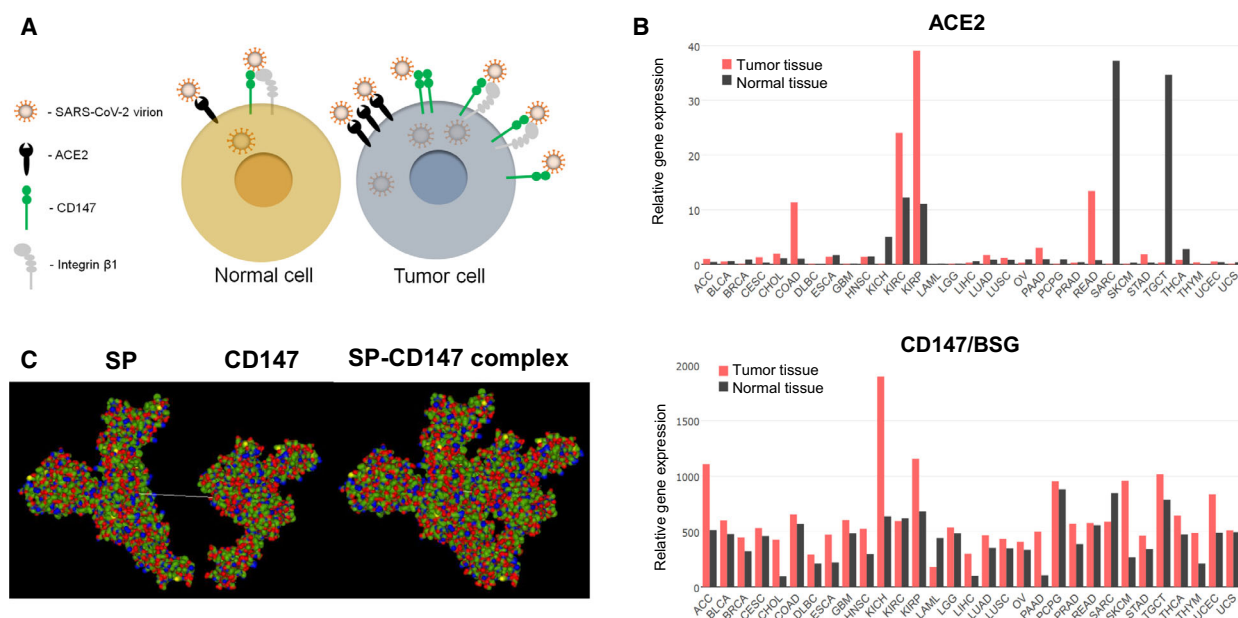 A
- SARS-CoV-2 virion
- ACE2
- CD147
- Integrin β1
Normal cell
Tumor cell
B
ACE2
Tumor tissue
Normal tissue
Relative gene expression
40
30
20
10
0
ACC BLCA BRCA CESC CHOL COAD DLBC ESCA GBM HNSC KICH KIRC KIRP LAML LGG LIHC LUAD LUSC OV PAAD PCPG PRAD READ SARC SKCM STAD TGCT THCA THYM UCEC UCS
CD147/BSG
Tumor tissue
Normal tissue
Relative gene expression
2000
1500
1000
500
0
ACC BLCA BRCA CESC CHOL COAD DLBC ESCA GBM HNSC KICH KIRC KIRP LAML LGG LIHC LUAD LUSC OV PAAD PCPG PRAD READ SARC SKCM STAD TGCT THCA THYM UCEC UCS
C
SP
CD147
SP-CD147 complex